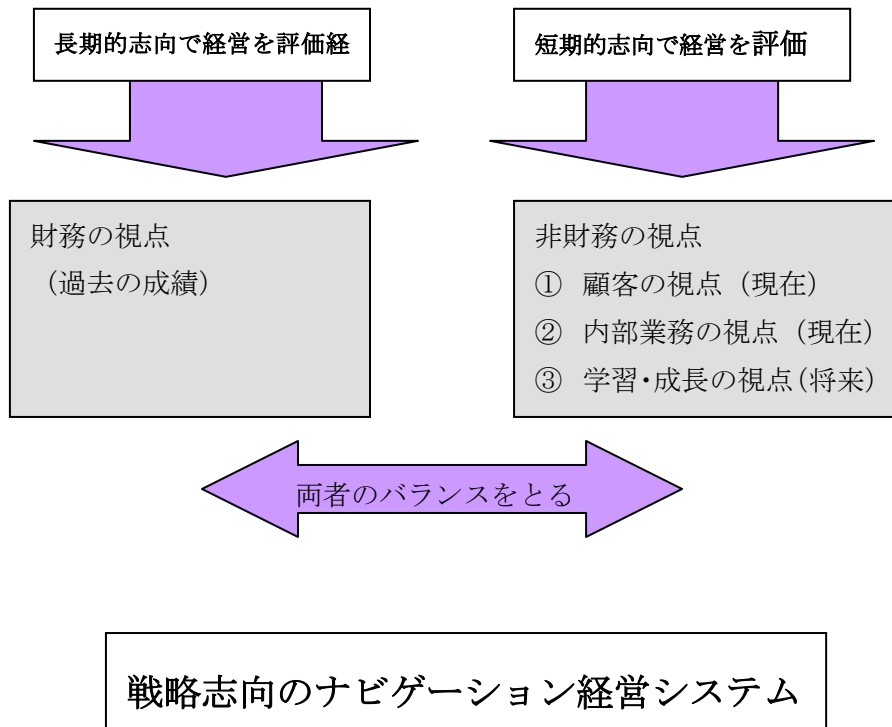 長期的志向で経営を評価経
短期的志向で経営を評価
財務の視点
（過去の成績）
非財務の視点
① 顧客の視点（現在）
② 内部業務の視点（現在）
③ 学習・成長の視点（将来）
両者のバランスをとる
戦略志向のナビゲーション経営システム